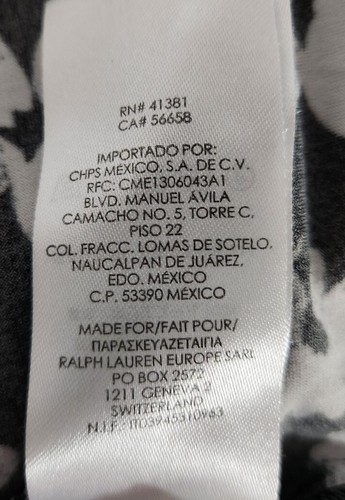 RN# 41381
CA# 56658
IMPORTADO POR:
CHPS MÉXICO, S.A. DE C.V.
RFC: CME1306043A1
BLVD. MANUEL ÁVILA
CAMACHO NO. 5, TORRE C,
PISO 22
COL. FRACC. LOMAS DE SOTELO,
NAUCALPAN DE JUÁREZ,
EDO. MÉXICO
C.P. 53390 MÉXICO
MADE FOR/FAIT POUR/
ΠΑΡΑΣΚΕΥΑΖΕΤΑΙΓΙΑ
RALPH LAUREN EUROPE SARL
PO BOX 2572
1211 GENEVA 2
SWITZERLAND
N.I.F.: IT03945310963